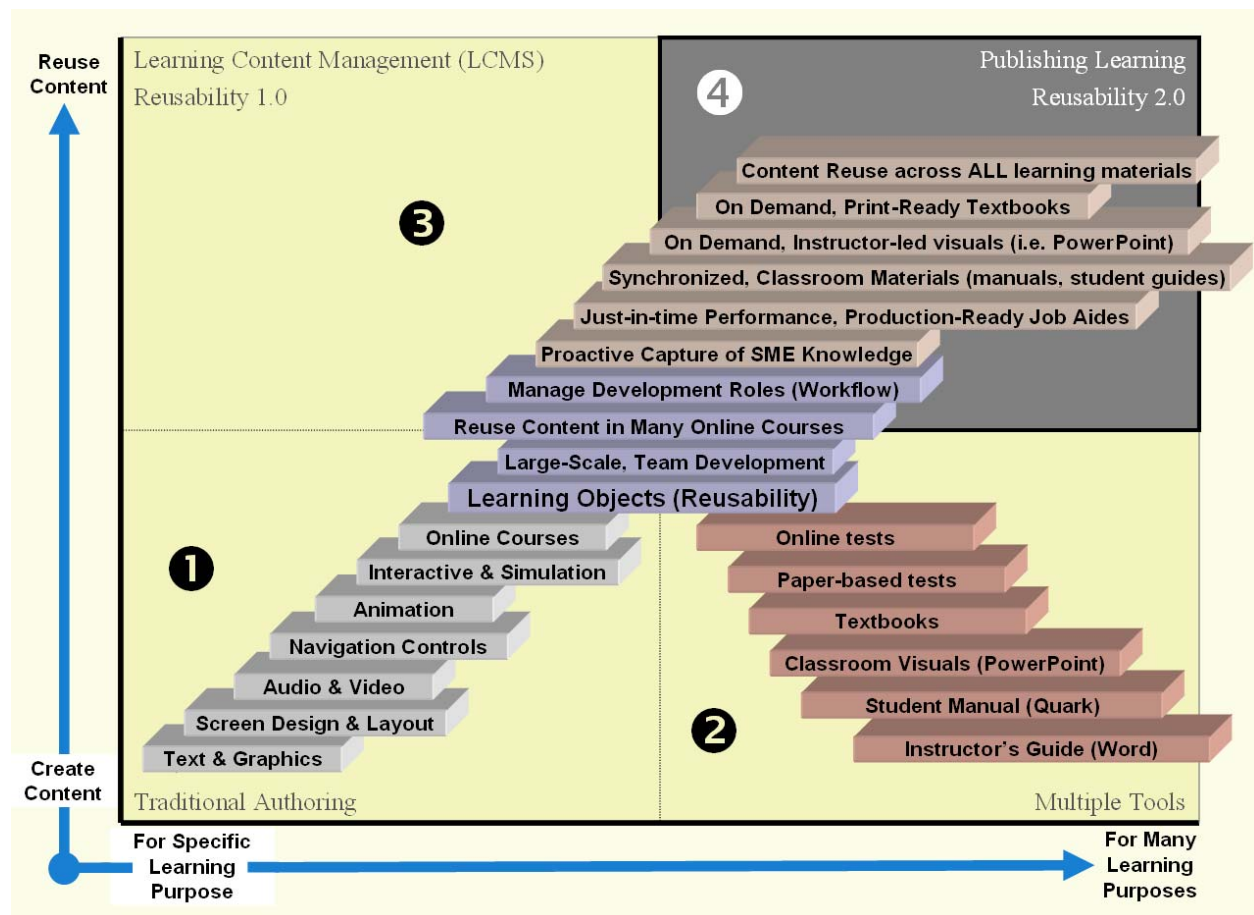 Reuse
Content
Learning Content Management (LCMS)
Reusability 1.0
Publishing Learning
Reusability 2.0
4
3
Content Reuse across ALL learning materials
On Demand, Print-Ready Textbooks
On Demand, Instructor-led visuals (i.e. PowerPoint)
Synchronized, Classroom Materials (manuals, student guides)
Just-in-time Performance, Production-Ready Job Aides
Proactive Capture of SME Knowledge
Manage Development Roles (Workflow)
Reuse Content in Many Online Courses
Large-Scale, Team Development
Learning Objects (Reusability)
1
Online Courses
Interactive & Simulation
Animation
Navigation Controls
Audio & Video
Screen Design & Layout
Text & Graphics
Online tests
Paper-based tests
Textbooks
Classroom Visuals (PowerPoint)
Student Manual (Quark)
Instructor’s Guide (Word)
2
Create
Content
Traditional Authoring
Multiple Tools
For Specific
Learning
Purpose
For Many
Learning
Purposes